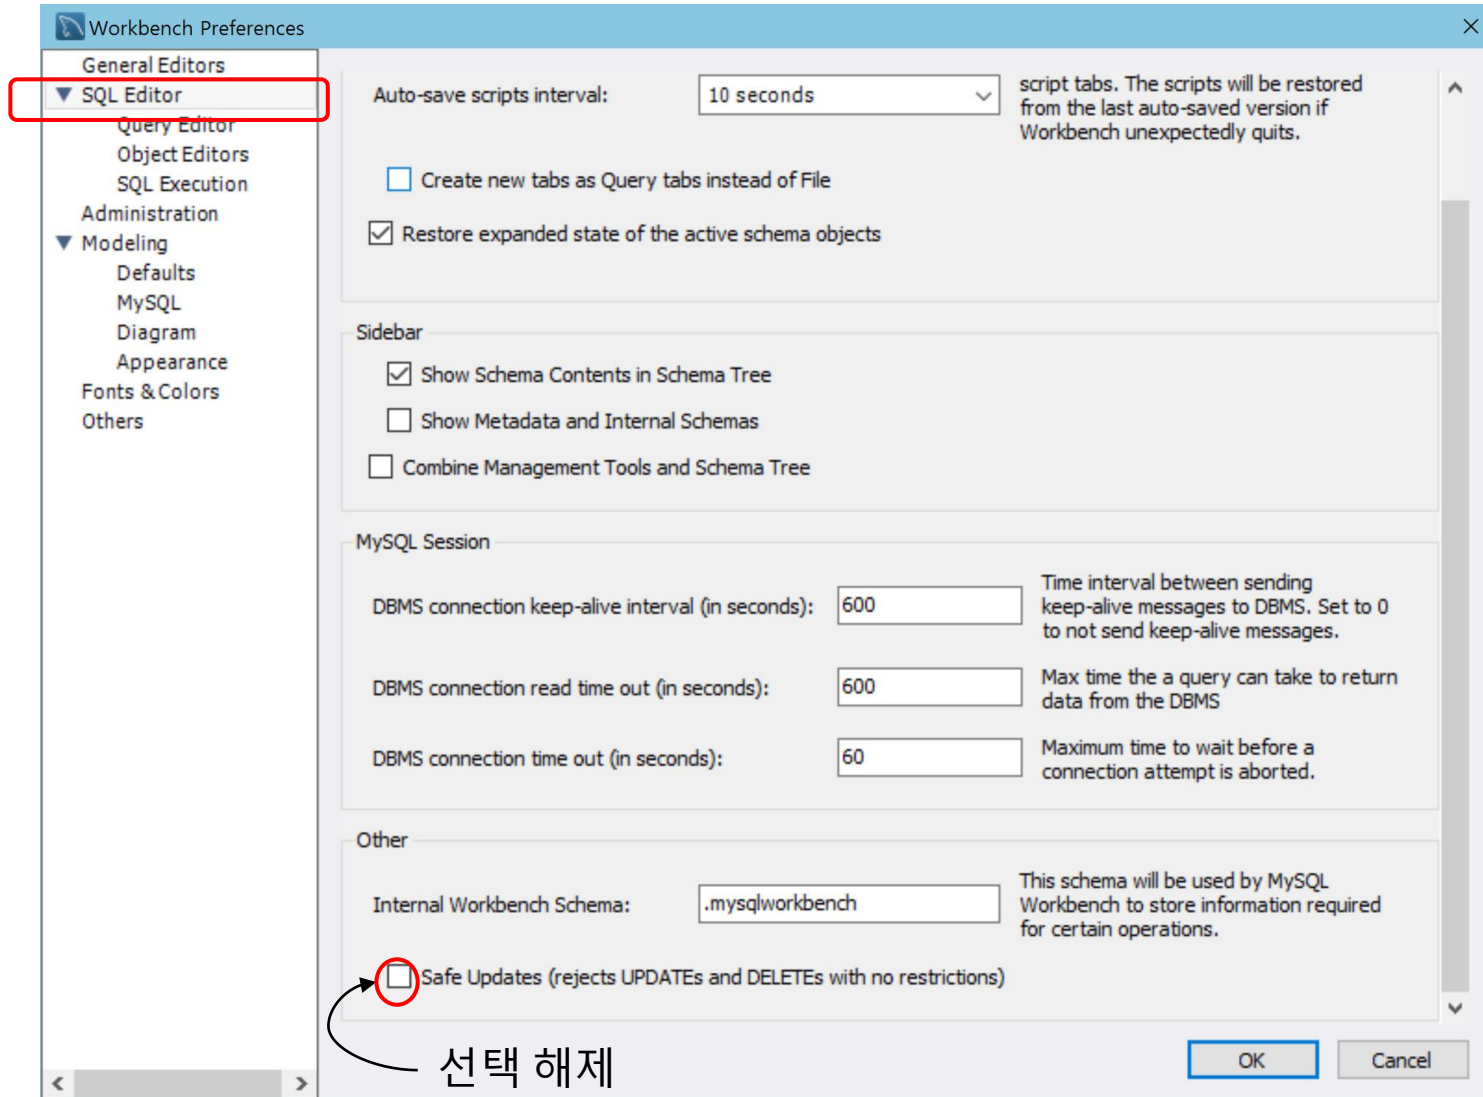 Workbench Preferences
General Editors
SQL Editor
Query Editor
Object Editors
SQL Execution
Administration
Modeling
Defaults
MySQL
Diagram
Appearance
Fonts & Colors
Others
Auto-save scripts interval:
10 seconds
script tabs. The scripts will be restored
from the last auto-saved version if
Workbench unexpectedly quits.
Create new tabs as Query tabs instead of File
Restore expanded state of the active schema objects
Sidebar
Show Schema Contents in Schema Tree
Show Metadata and Internal Schemas
Combine Management Tools and Schema Tree
MySQL Session
DBMS connection keep-alive interval (in seconds):
600
Time interval between sending
keep-alive messages to DBMS. Set to 0
to not send keep-alive messages.
DBMS connection read time out (in seconds):
600
Max time the a query can take to return
data from the DBMS
DBMS connection time out (in seconds):
60
Maximum time to wait before a
connection attempt is aborted.
Other
Internal Workbench Schema:
.mysqlworkbench
This schema will be used by MySQL
Workbench to store information required
for certain operations.
Safe Updates (rejects UPDATEs and DELETEs with no restrictions)
선택 해제
OK
Cancel